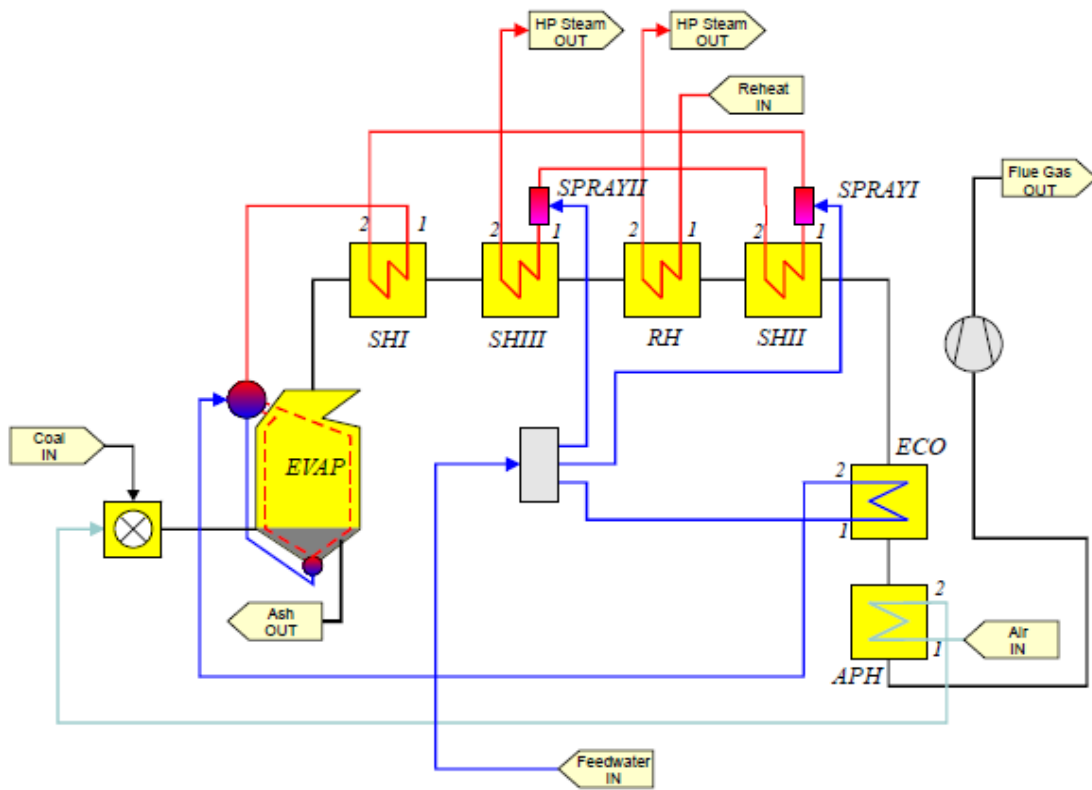 HP Steam
OUT
HP Steam
OUT
Reheat
IN
Flue Gas
OUT
SPRAYII
SPRAYI
2
1
2
1
2
1
2
1
SHI
SHIII
RH
SHII
Coal
IN
EVAP
ECO
2
1
Ash
OUT
2
1
Air
IN
APH
Feedwater
IN